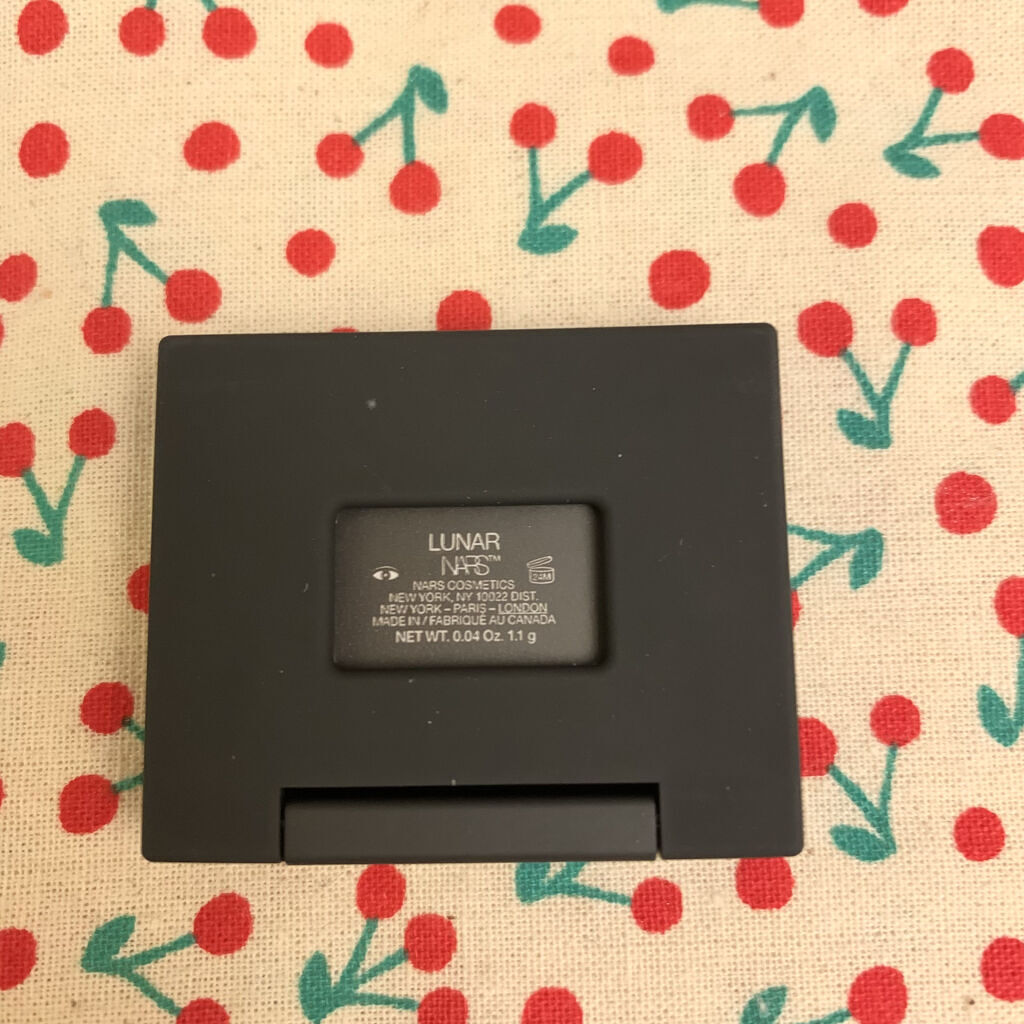 LUNAR
NARS™
24M
NARS COSMETICS
NEW YORK, NY 10022 DIST.
NEW YORK – PARIS – LONDON
MADE IN / FABRIQUÉ AU CANADA
NET WT. 0.04 Oz. 1.1 g